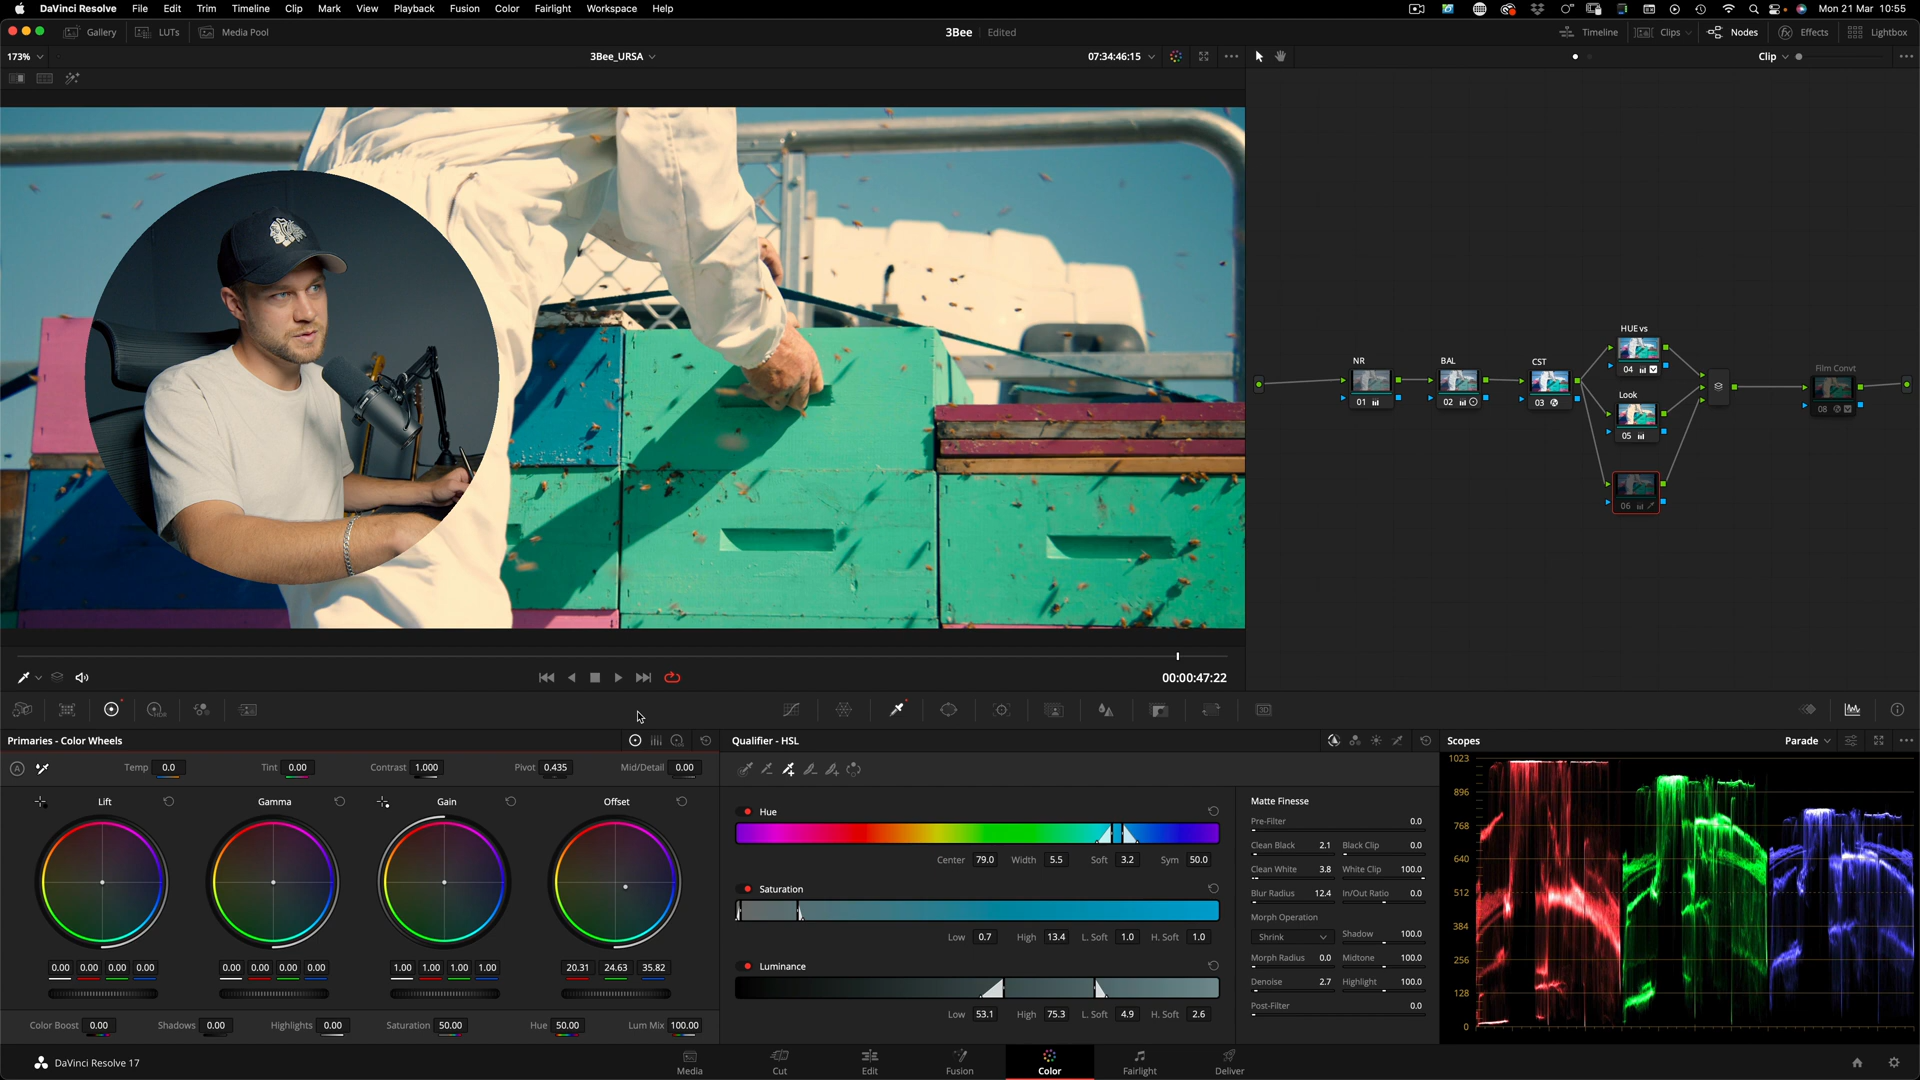 DaVinci Resolve File Edit Trim Timeline Clip Mark View Playback Fusion Color Fairlight Workspace Help
Mon 21 Mar 10:55
Gallery LUTs Media Pool
3Bee Edited
Timeline Clips Nodes Effects Lightbox
173%
3Bee_URSA
07:34:46:15
Clip
NR
01
BAL
02
CST
03
HUE vs
04
Look
05
06
Film Convt
08
00:00:47:22
Primaries - Color Wheels
Temp 0.0 Tint 0.00 Contrast 1.000 Pivot 0.435 Mid/Detail 0.00
Lift Gamma Gain Offset
0.00 0.00 0.00 0.00
0.00 0.00 0.00 0.00
1.00 1.00 1.00 1.00
20.31 24.63 35.82
Color Boost 0.00 Shadows 0.00 Highlights 0.00 Saturation 50.00 Hue 50.00 Lum Mix 100.00
Qualifier - HSL
Hue
Center 79.0 Width 5.5 Soft 3.2 Sym 50.0
Saturation
Low 0.7 High 13.4 L. Soft 1.0 H. Soft 1.0
Luminance
Low 53.1 High 75.3 L. Soft 4.9 H. Soft 2.6
Matte Finesse
Pre-Filter 0.0
Clean Black 2.1 Black Clip 0.0
Clean White 3.8 White Clip 100.0
Blur Radius 12.4 In/Out Ratio 0.0
Morph Operation
Shrink Shadow 100.0
Morph Radius 0.0 Midtone 100.0
Denoise 2.7 Highlight 100.0
Post-Filter 0.0
Scopes
Parade
1023
896
768
640
512
384
256
128
0
HDR
3D
DaVinci Resolve 17
Media Cut Edit Fusion Color Fairlight Deliver